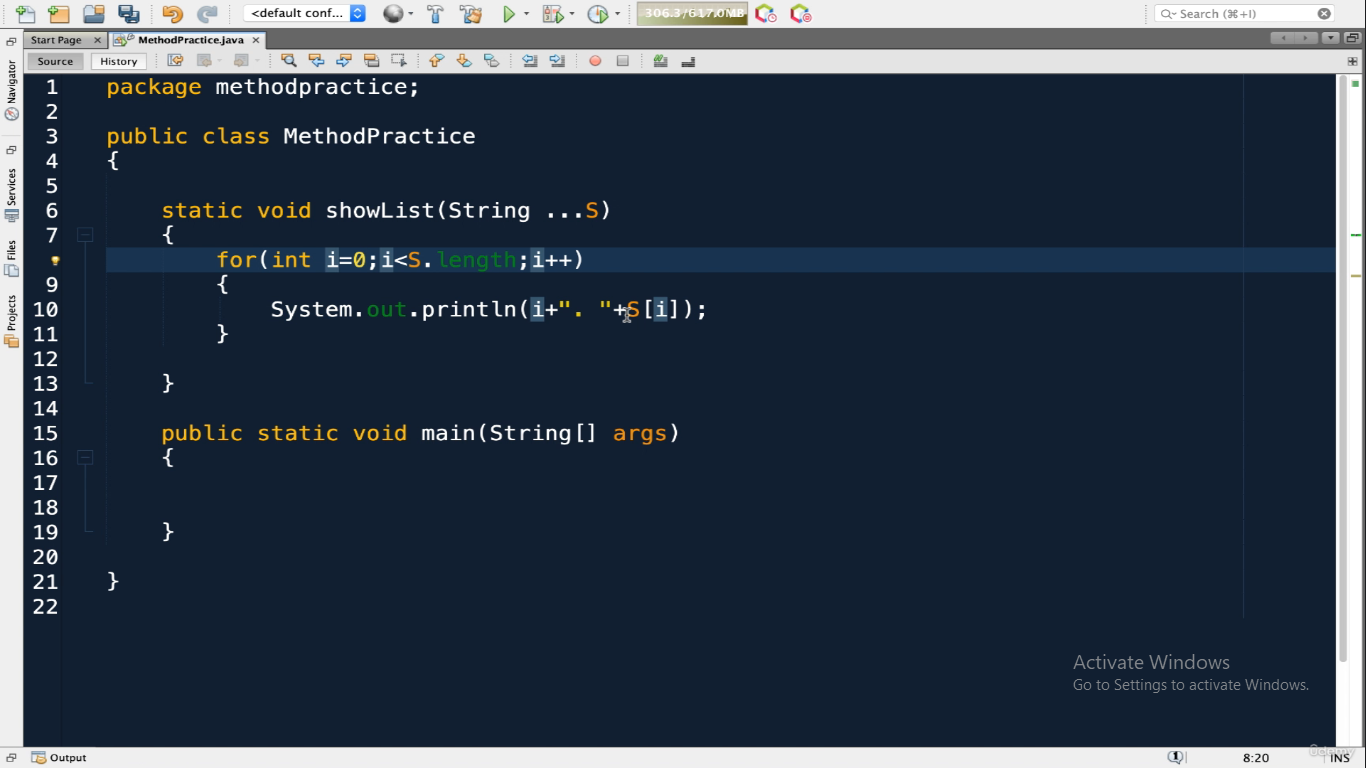 <default conf...
306.3/617.0MB
Search (⌘+I)
Start Page
MethodPractice.java
Source
History
Navigator
Services
Files
Projects
1 package methodpractice;
2
3 public class MethodPractice
4 {
5
6 static void showList(String ...S)
7 {
for(int i=0;i<S.length;i++)
9 {
10 System.out.println(i+". "+S[i]);
11 }
12
13 }
14
15 public static void main(String[] args)
16 {
17
18
19 }
20
21 }
22
Activate Windows
Go to Settings to activate Windows.
Output
1
8:20
INS
Udemy